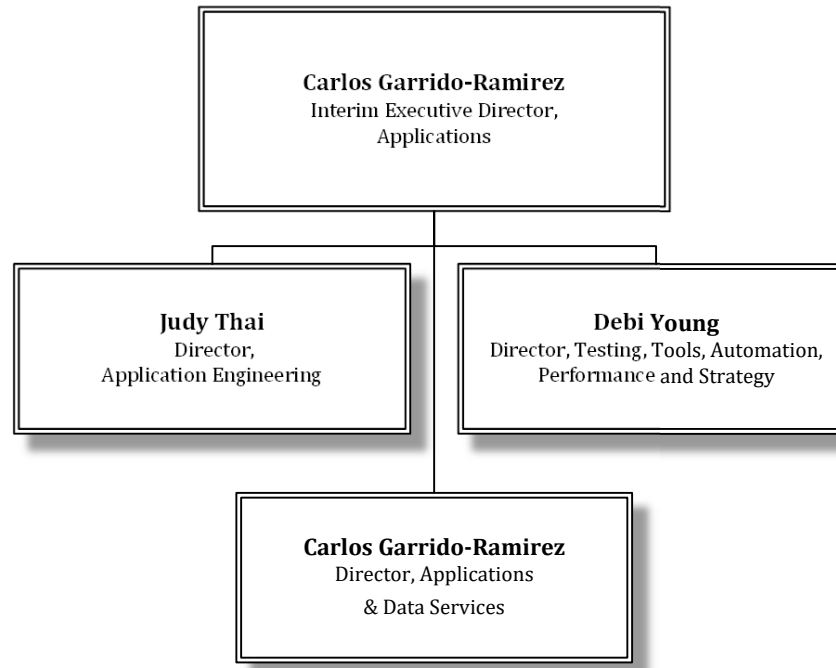 Carlos Garrido-Ramirez
Interim Executive Director,
Applications
Judy Thai
Director,
Application Engineering
Debi Young
Director, Testing, Tools, Automation,
Performance and Strategy
Carlos Garrido-Ramirez
Director, Applications
& Data Services